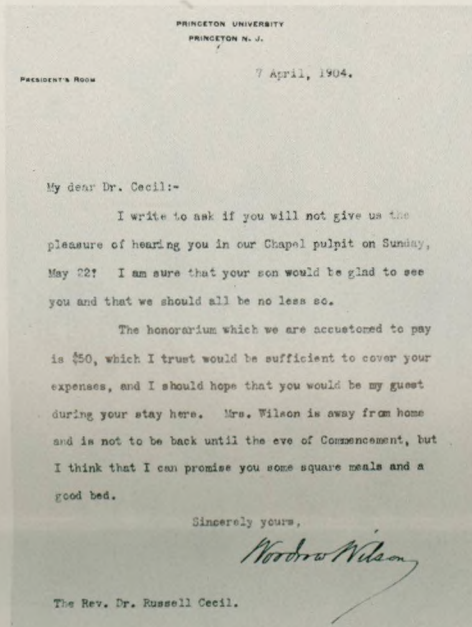 PRINCETON UNIVERSITY
PRINCETON N. J.
PRESIDENT'S ROOM
7 April, 1904.
My dear Dr. Cecil:-
I write to ask if you will not give us the
pleasure of hearing you in our Chapel pulpit on Sunday,
May 22? I am sure that your son would be glad to see
you and that we should all be no less so.
The honorarium which we are accustomed to pay
is $50, which I trust would be sufficient to cover your
expenses, and I should hope that you would be my guest
during your stay here. Mrs. Wilson is away from home
and is not to be back until the eve of Commencement, but
I think that I can promise you some square meals and a
good bed.
Sincerely yours,
Woodrow Wilson
The Rev. Dr. Russell Cecil.